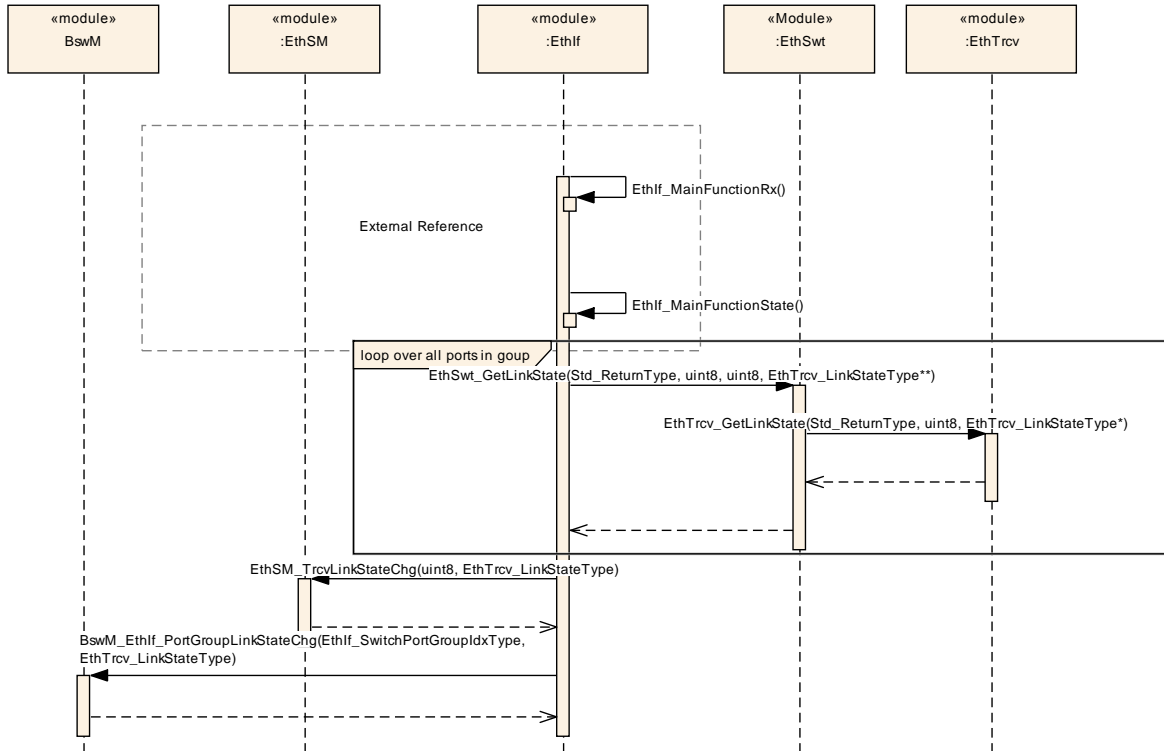 «module»
BswM
«module»
:EthSM
«module»
:EthIf
«Module»
:EthSwt
«module»
:EthTrcv
EthIf_MainFunctionRx()
External Reference
EthIf_MainFunctionState()
loop over all ports in goup
EthSwt_GetLinkState(Std_ReturnType, uint8, uint8, EthTrcv_LinkStateType**)
EthTrcv_GetLinkState(Std_ReturnType, uint8, EthTrcv_LinkStateType*)
EthSM_TrcvLinkStateChg(uint8, EthTrcv_LinkStateType)
BswM_EthIf_PortGroupLinkStateChg(EthIf_SwitchPortGroupIdxType,
EthTrcv_LinkStateType)